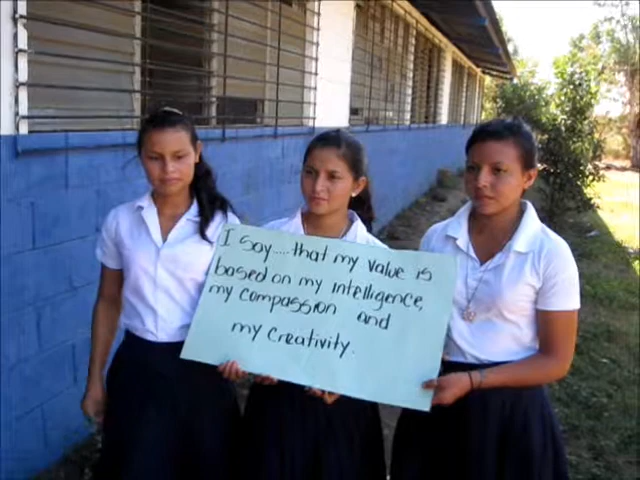 I say.....that my value is
based on my intelligence,
my compassion and
my creativity.